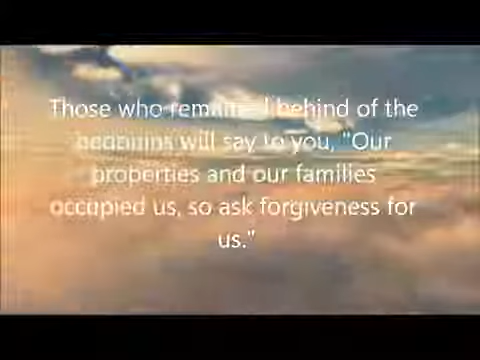 Those who remained behind of the
bedouins will say to you, "Our
properties and our families
occupied us, so ask forgiveness for
us."